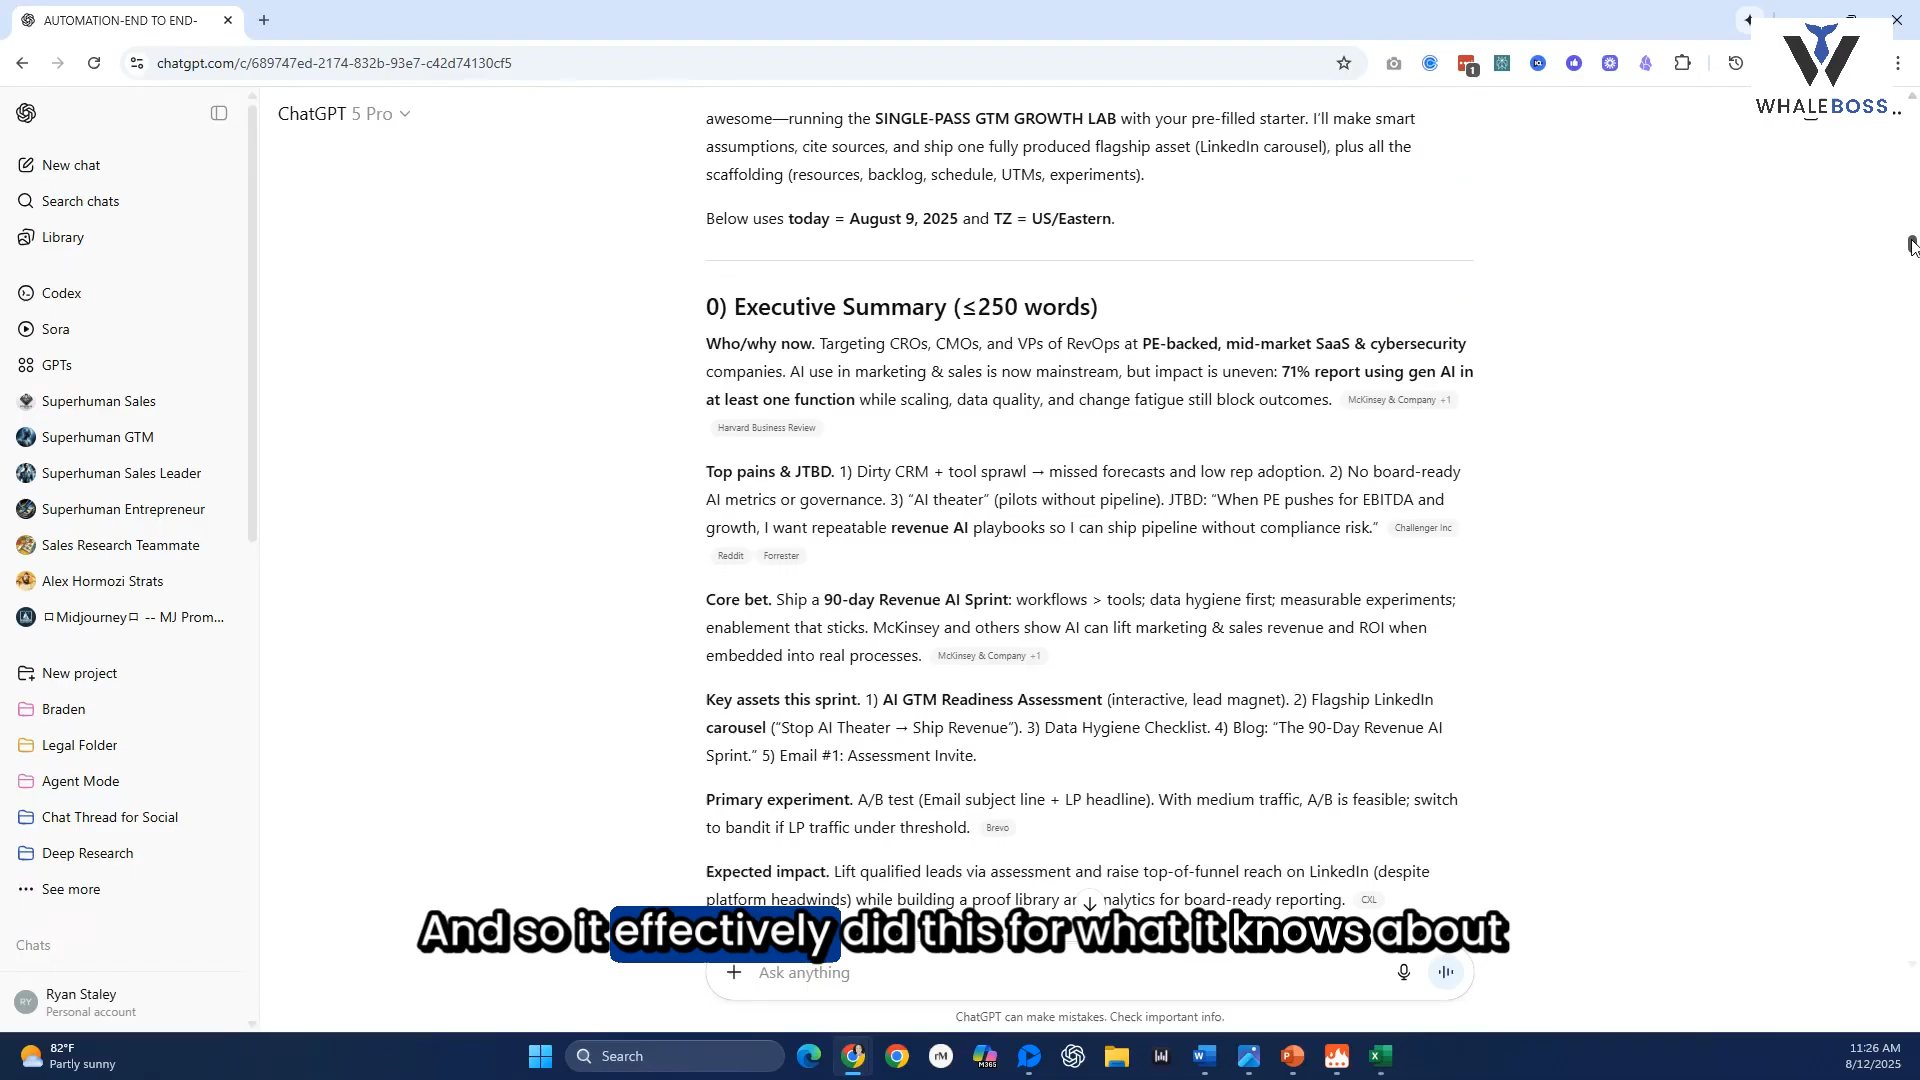 AUTOMATION-END TO END-
chatgpt.com/c/689747ed-2174-832b-93e7-c42d74130cf5
1
WHALEBOSS
ChatGPT 5 Pro
New chat
Search chats
Library
Codex
Sora
GPTs
Superhuman Sales
Superhuman GTM
Superhuman Sales Leader
Superhuman Entrepreneur
Sales Research Teammate
Alex Hormozi Strats
Midjourney -- MJ Prom...
New project
Braden
Legal Folder
Agent Mode
Chat Thread for Social
Deep Research
See more
Chats
RY
Ryan Staley
Personal account
awesome—running the SINGLE-PASS GTM GROWTH LAB with your pre-filled starter. I’ll make smart
assumptions, cite sources, and ship one fully produced flagship asset (LinkedIn carousel), plus all the
scaffolding (resources, backlog, schedule, UTMs, experiments).
Below uses today = August 9, 2025 and TZ = US/Eastern.
0) Executive Summary (≤250 words)
Who/why now. Targeting CROs, CMOs, and VPs of RevOps at PE-backed, mid-market SaaS & cybersecurity
companies. AI use in marketing & sales is now mainstream, but impact is uneven: 71% report using gen AI in
at least one function while scaling, data quality, and change fatigue still block outcomes. McKinsey & Company +1
Harvard Business Review
Top pains & JTBD. 1) Dirty CRM + tool sprawl → missed forecasts and low rep adoption. 2) No board-ready
AI metrics or governance. 3) “AI theater” (pilots without pipeline). JTBD: “When PE pushes for EBITDA and
growth, I want repeatable revenue AI playbooks so I can ship pipeline without compliance risk.” Challenger Inc
Reddit Forrester
Core bet. Ship a 90-day Revenue AI Sprint: workflows > tools; data hygiene first; measurable experiments;
enablement that sticks. McKinsey and others show AI can lift marketing & sales revenue and ROI when
embedded into real processes. McKinsey & Company +1
Key assets this sprint. 1) AI GTM Readiness Assessment (interactive, lead magnet). 2) Flagship LinkedIn
carousel (“Stop AI Theater → Ship Revenue”). 3) Data Hygiene Checklist. 4) Blog: “The 90-Day Revenue AI
Sprint.” 5) Email #1: Assessment Invite.
Primary experiment. A/B test (Email subject line + LP headline). With medium traffic, A/B is feasible; switch
to bandit if LP traffic under threshold. Brevo
Expected impact. Lift qualified leads via assessment and raise top-of-funnel reach on LinkedIn (despite
platform headwinds) while building a proof library analytics for board-ready reporting. CXL
And so it effectively did this for what it knows about
Ask anything
ChatGPT can make mistakes. Check important info.
82°F
Partly sunny
Search
rM
M365
11:26 AM
8/12/2025